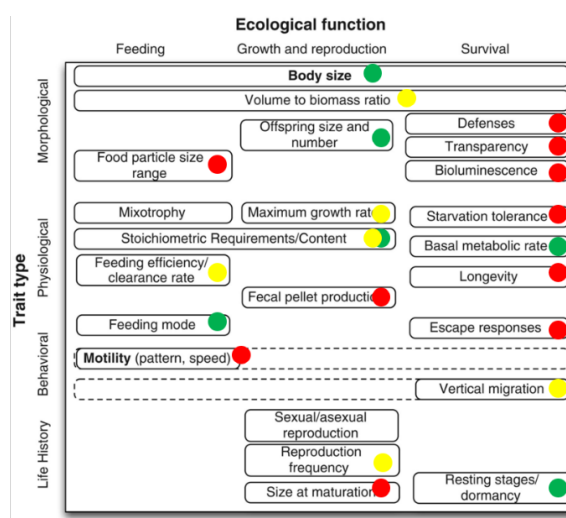 Ecological function
Feeding
Growth and reproduction
Survival
Trait type
Morphological
Body size
Volume to biomass ratio
Offspring size and
number
Defenses
Transparency
Bioluminescence
Food particle size
range
Physiological
Mixotrophy
Maximum growth rate
Starvation tolerance
Stoichiometric Requirements/Content
Basal metabolic rate
Feeding efficiency/
clearance rate
Longevity
Fecal pellet production
Behavioral
Feeding mode
Escape responses
Motility (pattern, speed)
Vertical migration
Life History
Sexual/asexual
reproduction
Reproduction
frequency
Size at maturation
Resting stages/
dormancy